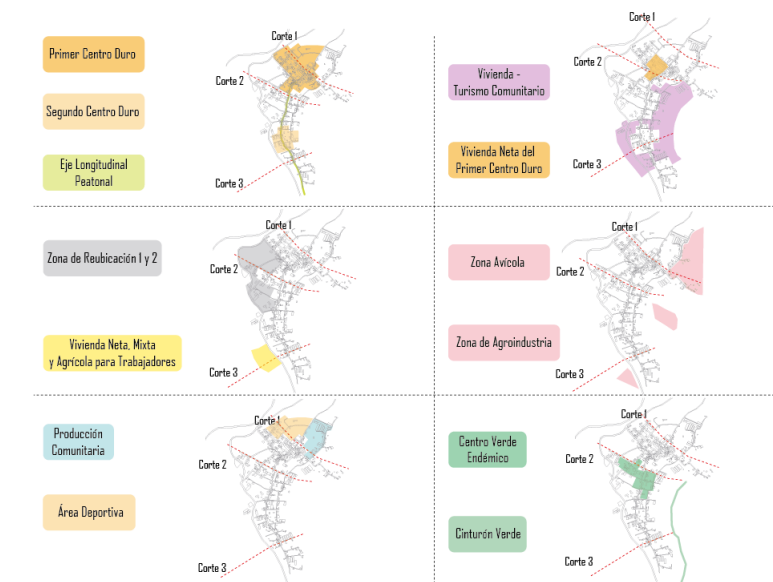 Primer Centro Duro
Segundo Centro Duro
Eje Longitudinal
Peatonal
Corte 1
Corte 2
Corte 3
Vivienda -
Turismo Comunitario
Vivienda Neta del
Primer Centro Duro
Corte 1
Corte 2
Corte 3
Zona de Reubicación 1 y 2
Vivienda Neta, Mixta
y Agrícola para Trabajadores
Corte 1
Corte 2
Corte 3
Zona Avícola
Zona de Agroindustria
Corte 1
Corte 2
Corte 3
Producción
Comunitaria
Área Deportiva
Corte 1
Corte 2
Corte 3
Centro Verde
Endémico
Cinturón Verde
Corte 1
Corte 2
Corte 3